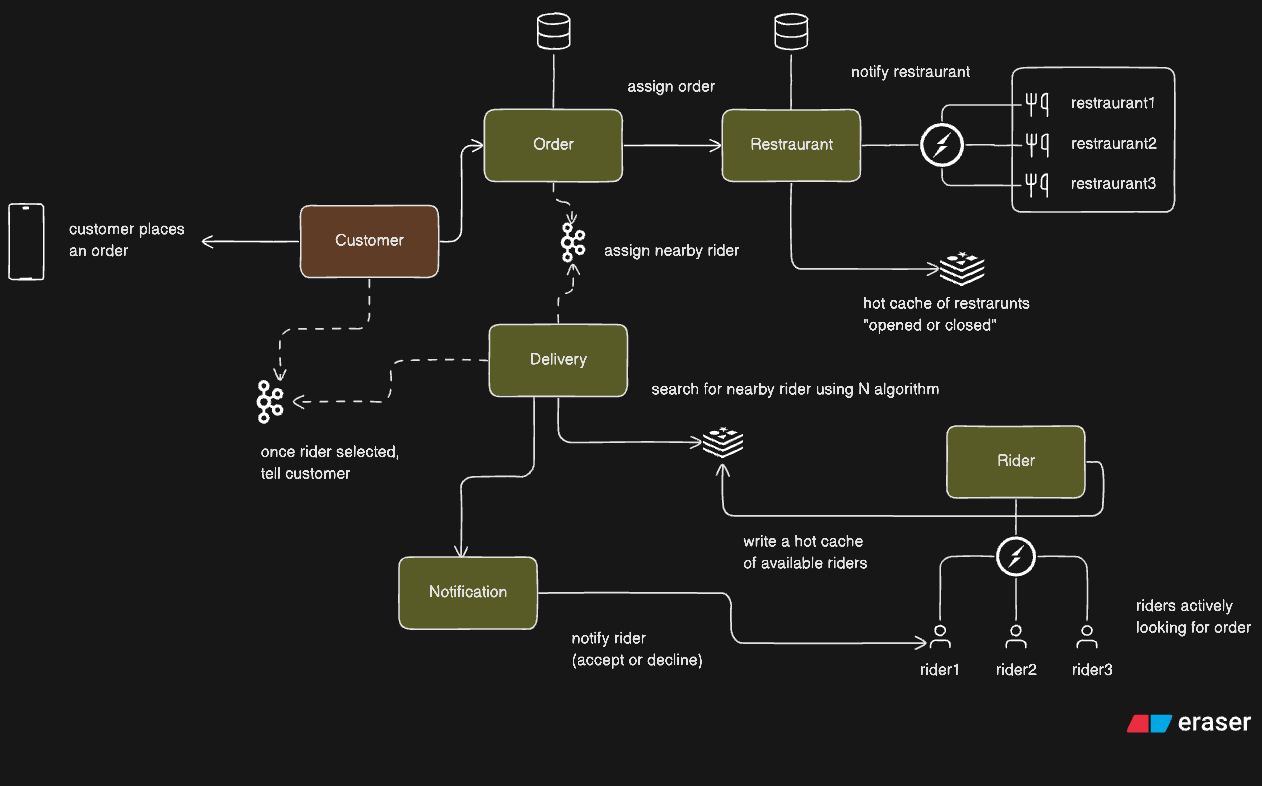 notify restraurant
assign order
restraurant1
Order
Restraurant
restraurant2
restraurant3
customer places
an order
Customer
assign nearby rider
hot cache of restrarunts
"opened or closed"
Delivery
search for nearby rider using N algorithm
once rider selected,
tell customer
Rider
write a hot cache
of available riders
Notification
riders actively
looking for order
notify rider
(accept or decline)
rider1
rider2
rider3
eraser